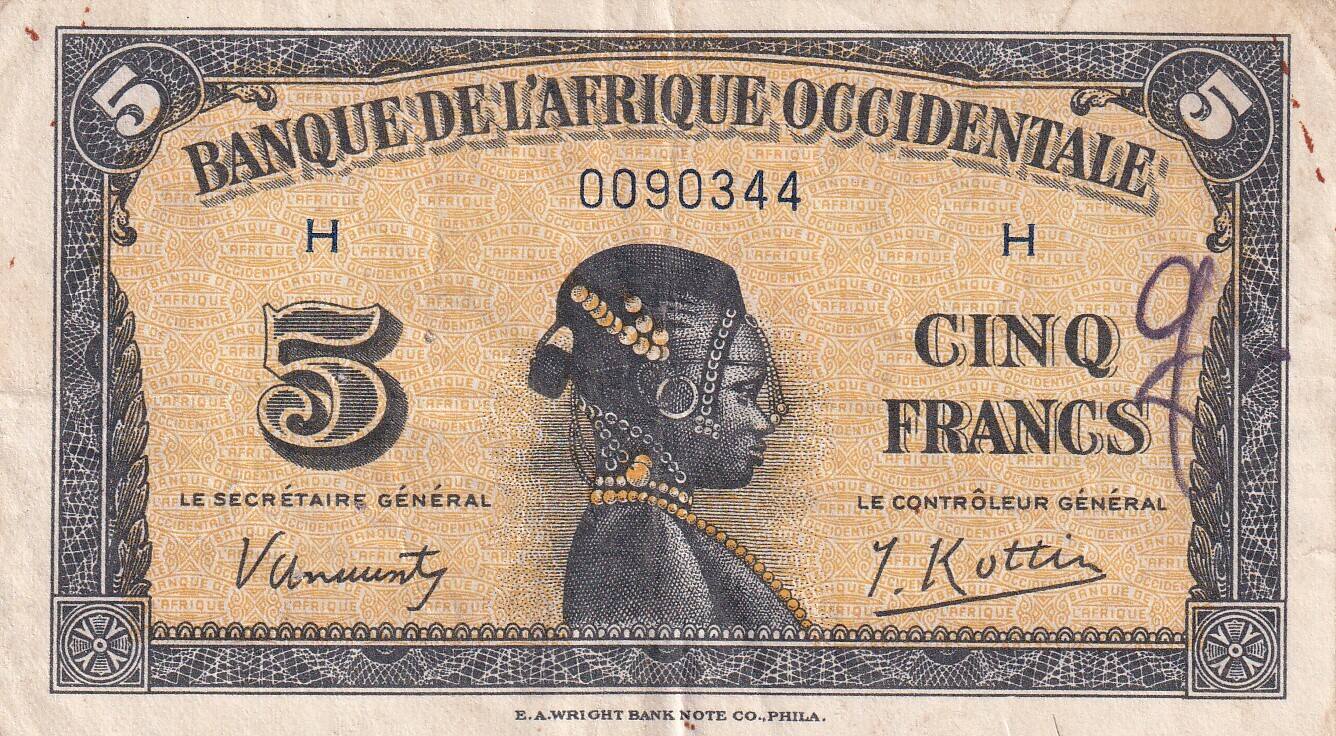 5 5
BANQUE DE L'AFRIQUE OCCIDENTALE
0090344
H H
5 CINQ
FRANCS
LE SECRÉTAIRE GÉNÉRAL LE CONTRÔLEUR GÉNÉRAL
E.A.WRIGHT BANK NOTE CO.,PHILA.